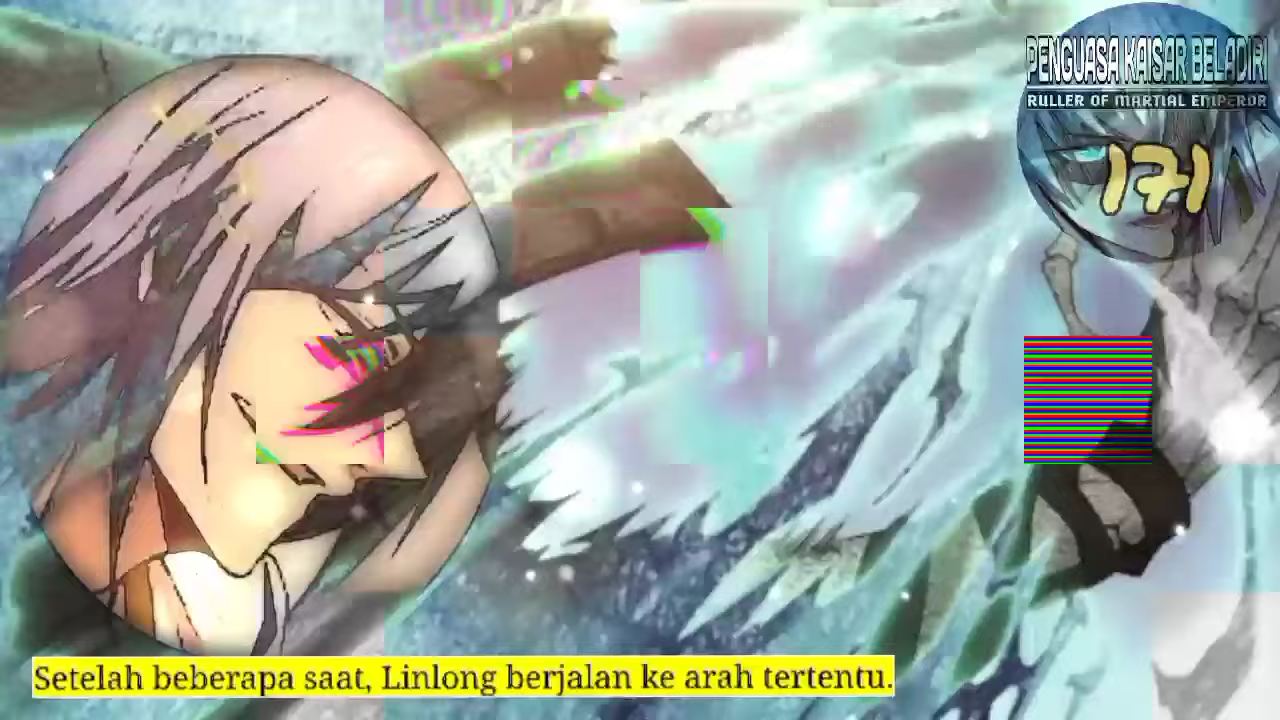 PENGUASA KAISAR BELADIRI
RULLER OF MARTIAL EMPEROR
171
Setelah beberapa saat, Linlong berjalan ke arah tertentu.